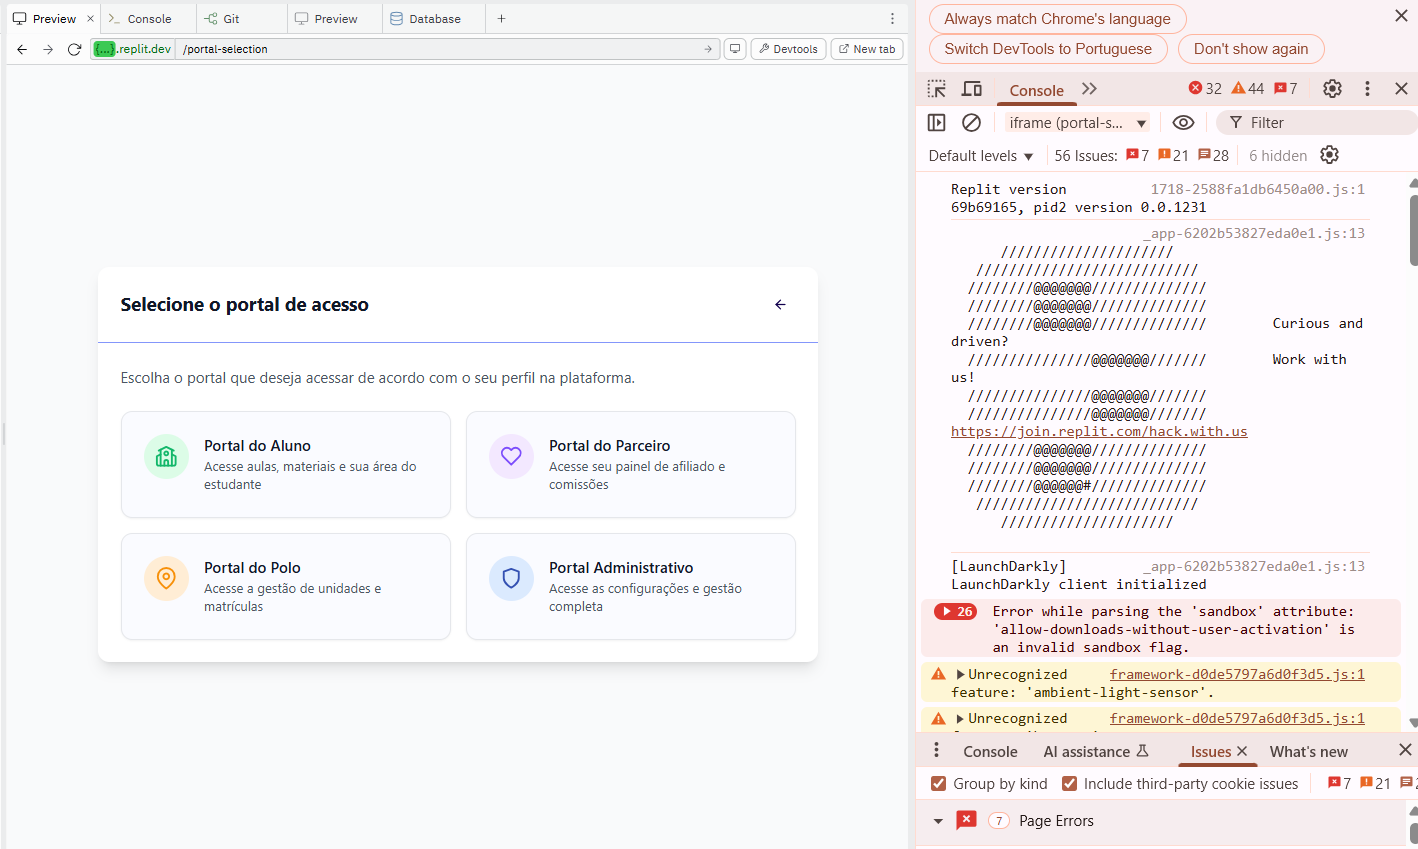 Preview
Console
Git
Preview
Database
{...}.replit.dev
/portal-selection
Devtools
New tab
Selecione o portal de acesso
Escolha o portal que deseja acessar de acordo com o seu perfil na plataforma.
Portal do Aluno
Acesse aulas, materiais e sua área do
estudante
Portal do Parceiro
Acesse seu painel de afiliado e
comissões
Portal do Polo
Acesse a gestão de unidades e
matrículas
Portal Administrativo
Acesse as configurações e gestão
completa
Always match Chrome's language
Switch DevTools to Portuguese
Don't show again
Console
32
44
7
iframe (portal-s...
Filter
Default levels
56 Issues:
7
21
28
6 hidden
Replit version 1718-2588fa1db6450a00.js:1
69b69165, pid2 version 0.0.1231
_app-6202b53827eda0e1.js:13
/////////////////////
///////////////////////////
////////@@@@@@@//////////////
////////@@@@@@@//////////////
////////@@@@@@@////////////// Curious and
driven?
///////////////@@@@@@@/////// Work with
us!
///////////////@@@@@@@///////
///////////////@@@@@@@///////
https://join.replit.com/hack.with.us
////////@@@@@@@//////////////
////////@@@@@@@//////////////
////////@@@@@@#//////////////
///////////////////////////
/////////////////////
[LaunchDarkly] _app-6202b53827eda0e1.js:13
LaunchDarkly client initialized
26
Error while parsing the 'sandbox' attribute:
'allow-downloads-without-user-activation' is
an invalid sandbox flag.
Unrecognized framework-d0de5797a6d0f3d5.js:1
feature: 'ambient-light-sensor'.
Unrecognized framework-d0de5797a6d0f3d5.js:1
Console
AI assistance
Issues
What's new
Group by kind
Include third-party cookie issues
7
21
7
Page Errors